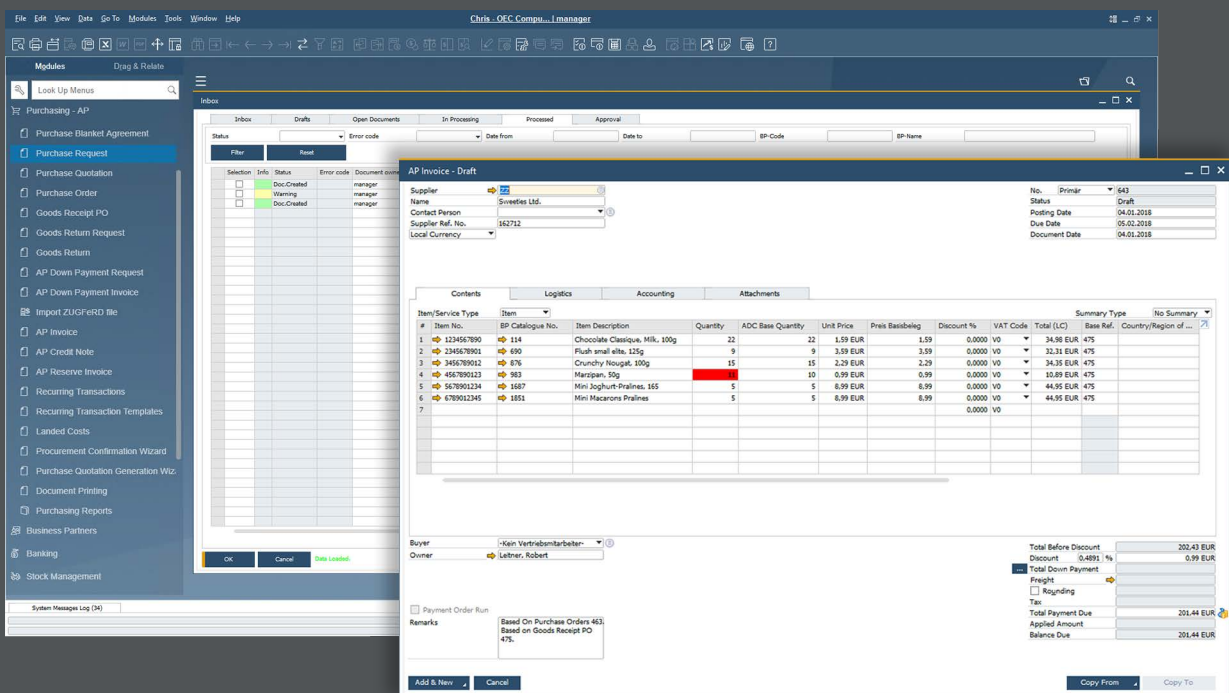 File Edit View Data Go To Modules Tools Window Help
Chris - OEC Compu... | manager
Modules Drag & Relate
Look Up Menus
Purchasing - AP
Purchase Blanket Agreement
Purchase Request
Purchase Quotation
Purchase Order
Goods Receipt PO
Goods Return Request
Goods Return
AP Down Payment Request
AP Down Payment Invoice
Import ZUGFeRD file
AP Invoice
AP Credit Note
AP Reserve Invoice
Recurring Transactions
Recurring Transaction Templates
Landed Costs
Procurement Confirmation Wizard
Purchase Quotation Generation Wiz
Document Printing
Purchasing Reports
Business Partners
Banking
Stock Management
System Messages Log (34)
Inbox
Inbox Drafts Open Documents In Processing Processed Approval
Status Error code Date from Date to BP-Code BP-Name
Filter Reset
Selection Info Status Error code Document owne
Doc.Created manager
Warning manager
Doc.Created manager
OK Cancel Data Loaded.
AP Invoice - Draft
Supplier 22
Name Sweeties Ltd.
Contact Person
Supplier Ref. No. 162712
Local Currency
No. Primär 643
Status Draft
Posting Date 04.01.2018
Due Date 05.02.2018
Document Date 04.01.2018
Contents Logistics Accounting Attachments
Item/Service Type Item Summary Type No Summary
# Item No. BP Catalogue No. Item Description Quantity ADC Base Quantity Unit Price Preis Basisbeleg Discount % VAT Code Total (LC) Base Ref. Country/Region of ...
1 1234567890 114 Chocolate Classique, Milk, 100g 22 22 1,59 EUR 1,59 0,0000 V0 34,98 EUR 475
2 2345678901 690 Flush small elite, 125g 9 9 3,59 EUR 3,59 0,0000 V0 32,31 EUR 475
3 3456789012 876 Crunchy Nougat, 100g 15 15 2,29 EUR 2,29 0,0000 V0 34,35 EUR 475
4 4567890123 983 Marzipan, 50g 11 10 0,99 EUR 0,99 0,0000 V0 10,89 EUR 475
5 5678901234 1687 Mini Joghurt-Pralines, 165 5 5 8,99 EUR 8,99 0,0000 V0 44,95 EUR 475
6 6789012345 1851 Mini Macarons Pralines 5 5 8,99 EUR 8,99 0,0000 V0 44,95 EUR 475
7 0,0000 V0
Buyer -Kein Vertriebsmitarbeiter-
Owner Leitner, Robert
Payment Order Run
Remarks Based On Purchase Orders 463.
Based on Goods Receipt PO
475.
Total Before Discount 202,43 EUR
Discount 0,4891 % 0,99 EUR
... Total Down Payment
Freight
Rounding
Tax
Total Payment Due 201,44 EUR
Applied Amount
Balance Due 201,44 EUR
Add & New Cancel Copy From Copy To